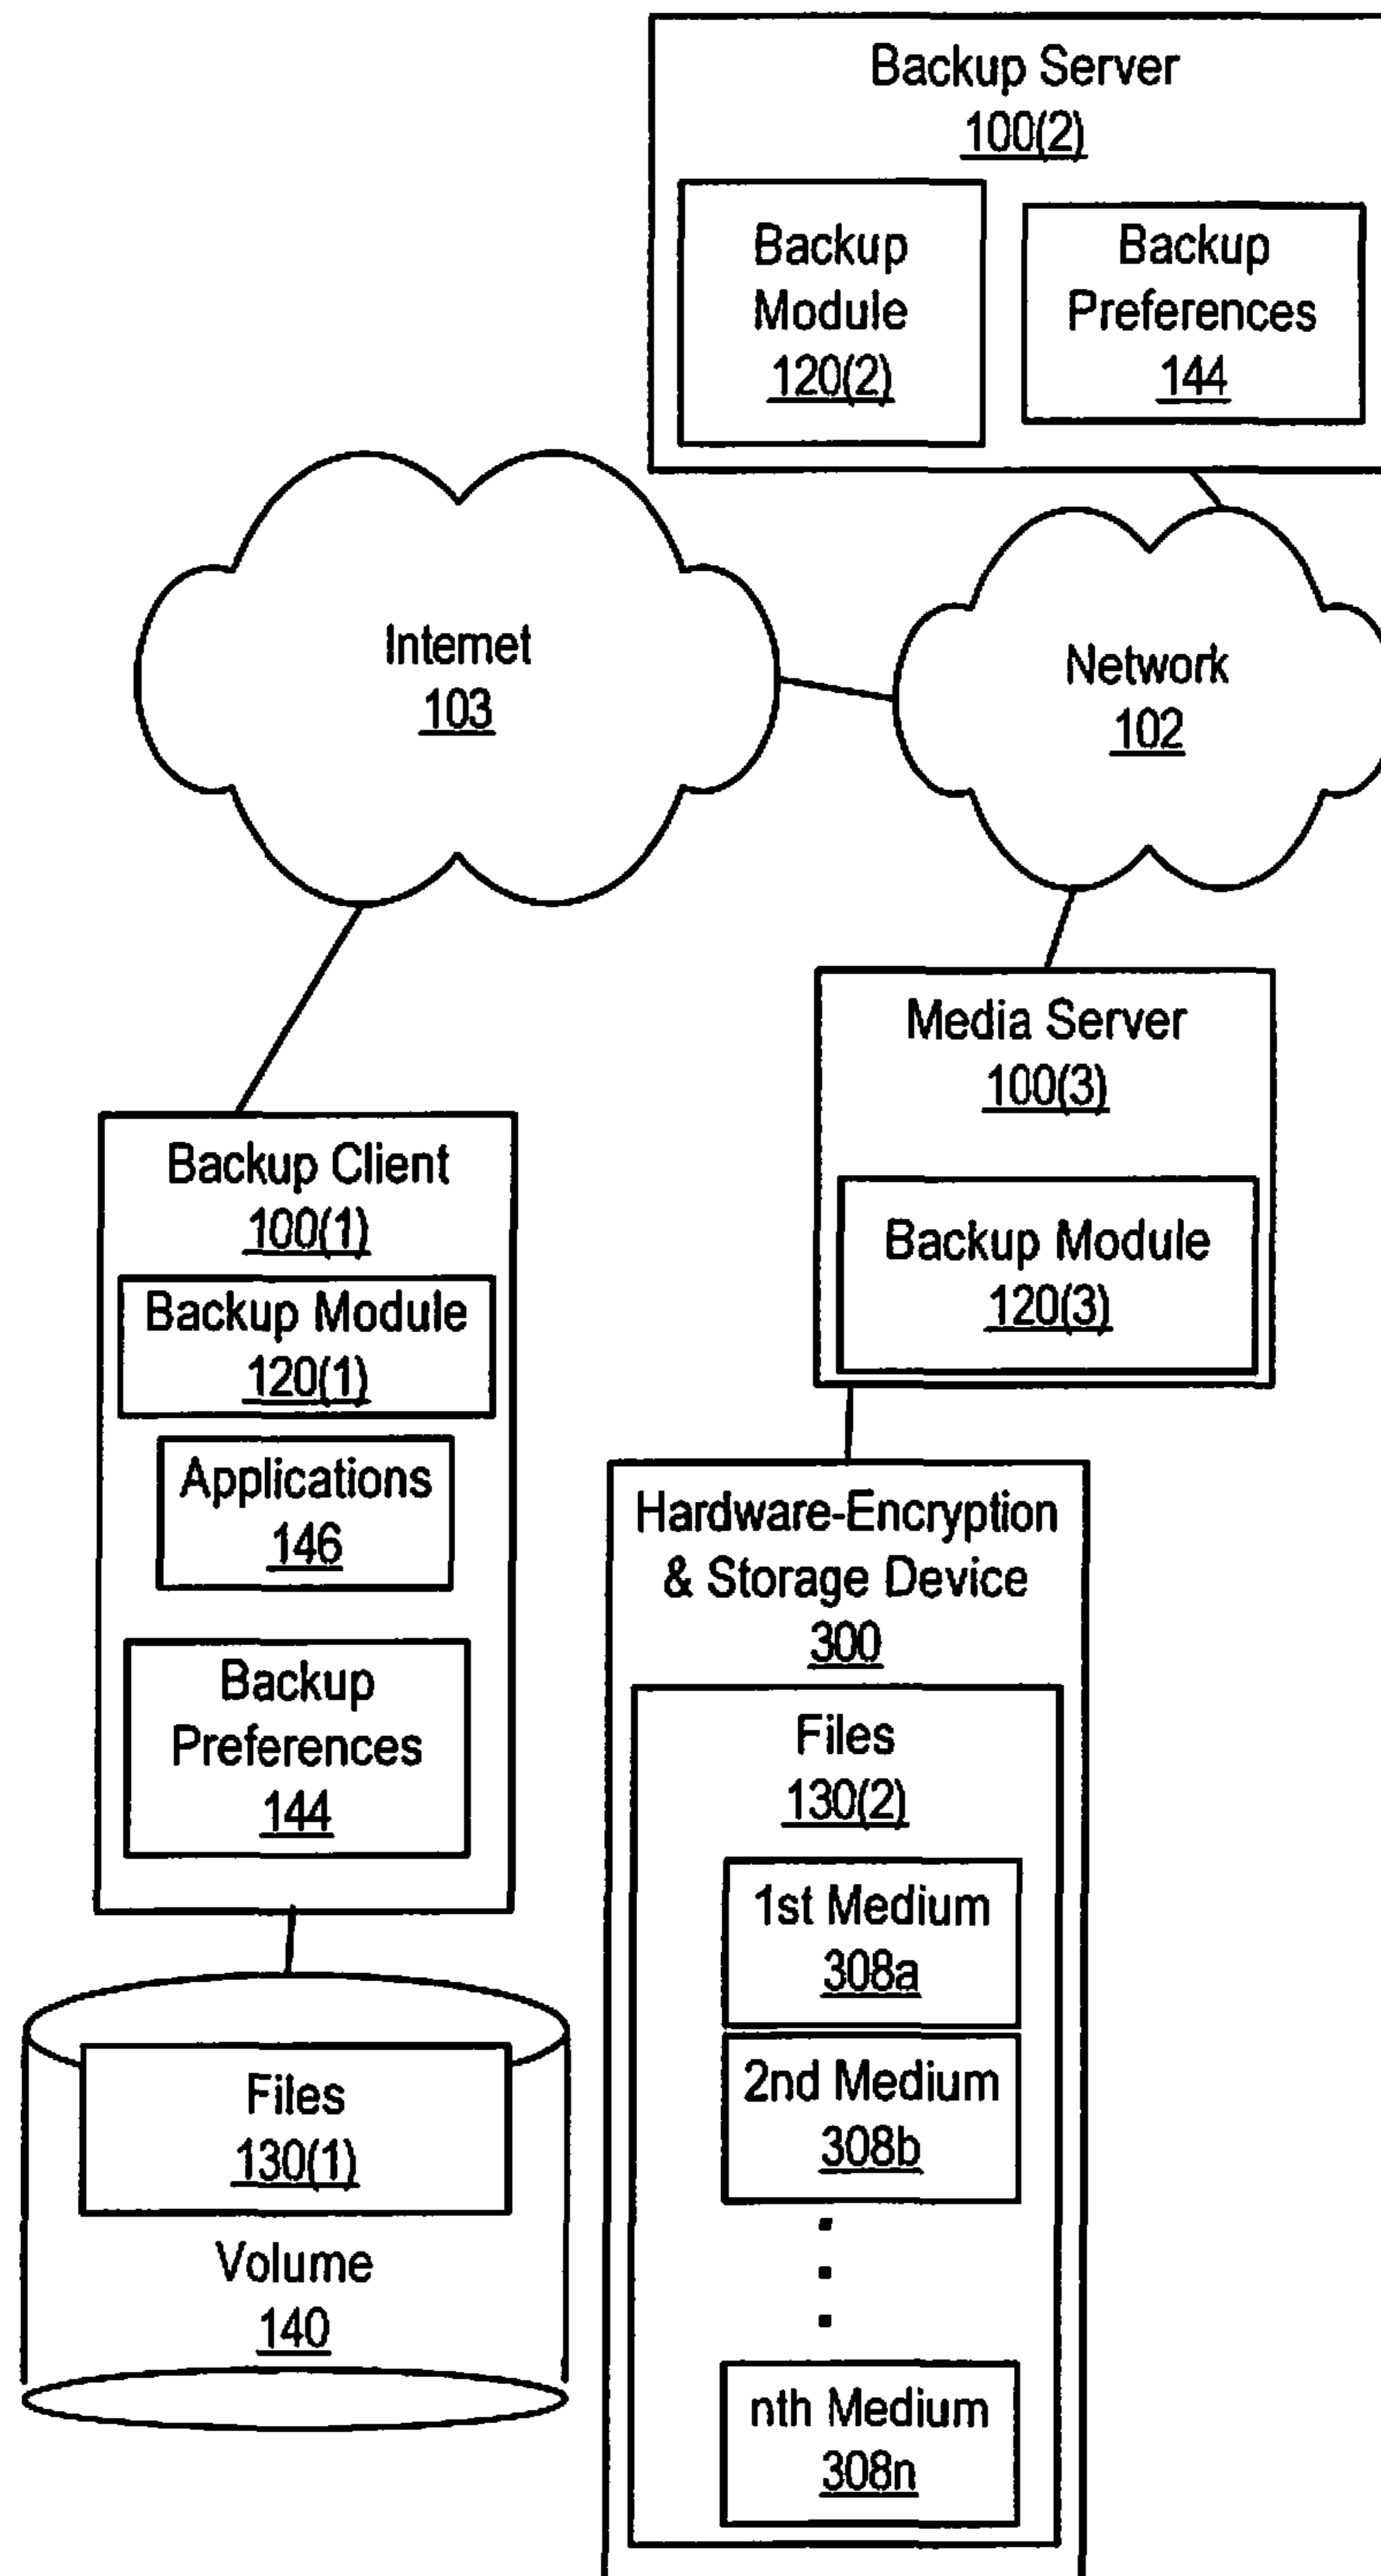 Backup Server
100(2)
Backup
Module
120(2)
Backup
Preferences
144
Internet
103
Network
102
Media Server
100(3)
Backup Module
120(3)
Backup Client
100(1)
Backup Module
120(1)
Applications
146
Backup
Preferences
144
Hardware-Encryption
& Storage Device
300
Files
130(2)
1st Medium
308a
2nd Medium
308b
nth Medium
308n
Files
130(1)
Volume
140